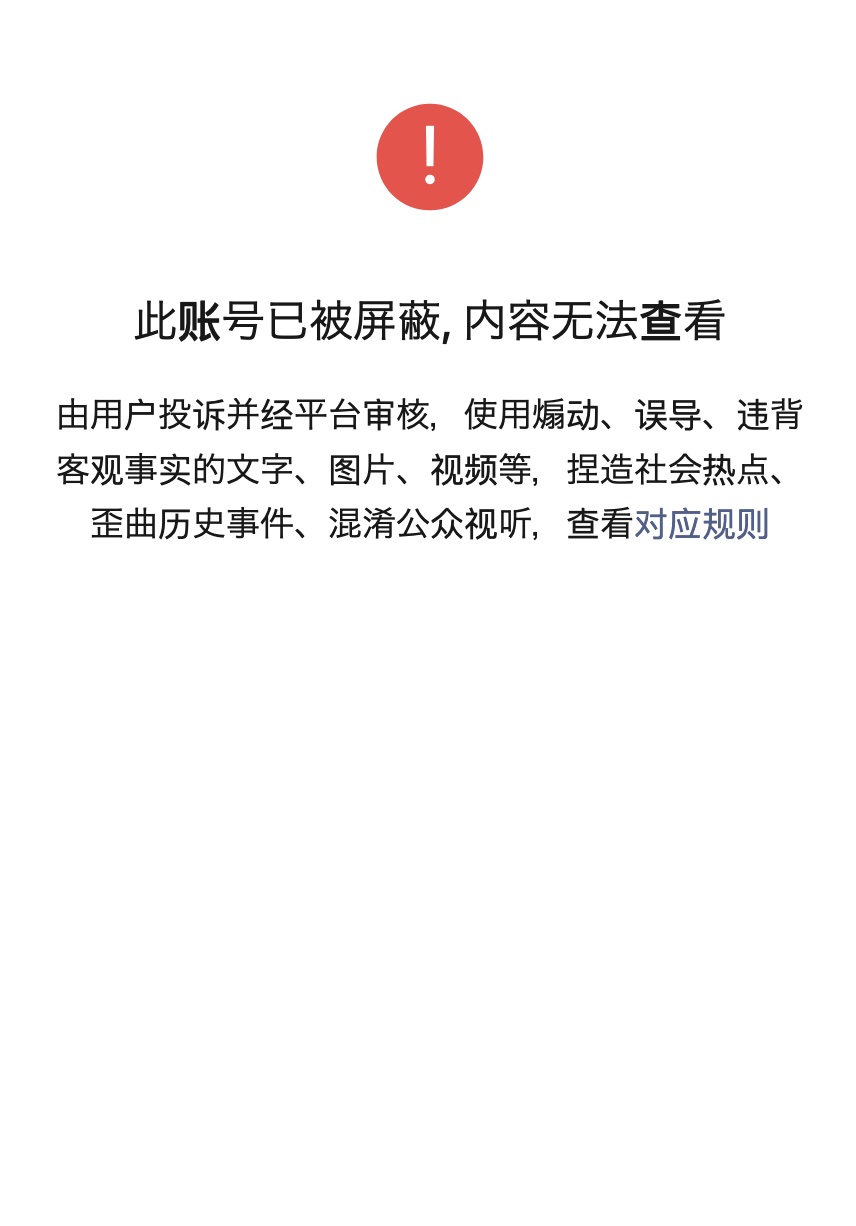 此账号已被屏蔽, 内容无法查看
由用户投诉并经平台审核，使用煽动、误导、违背
客观事实的文字、图片、视频等，捏造社会热点、
歪曲历史事件、混淆公众视听，查看对应规则